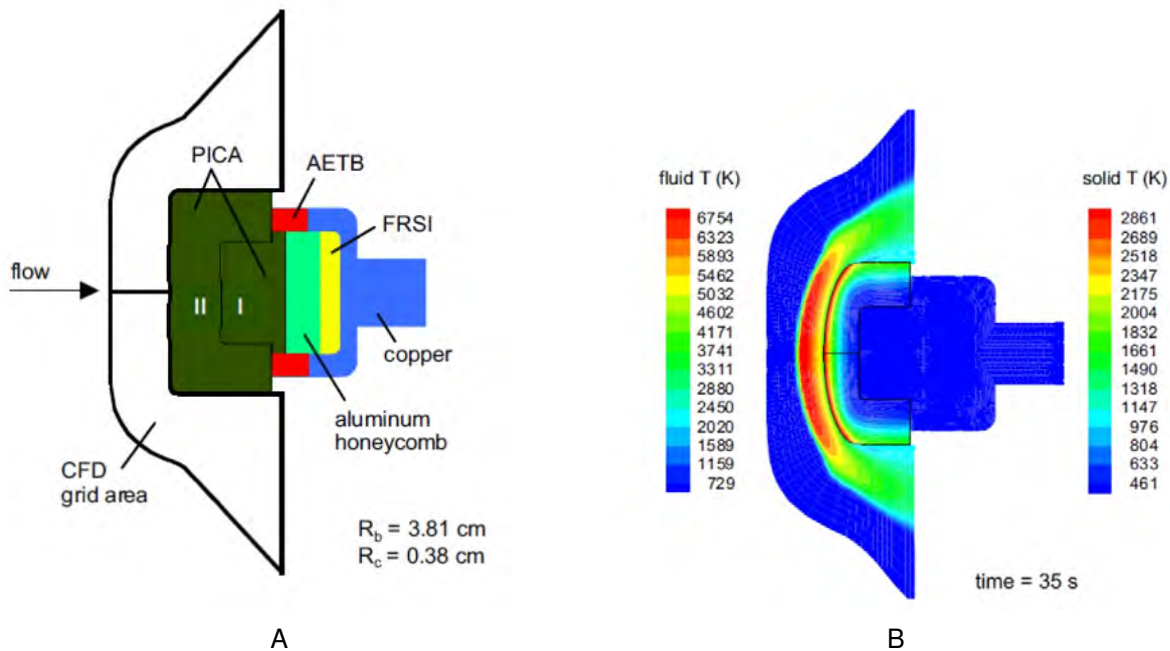 PICA
AETB
FRSI
flow
II
I
copper
aluminum
honeycomb
CFD
grid area
R_b = 3.81 cm
R_c = 0.38 cm
A
fluid T (K)
6754
6323
5893
5462
5032
4602
4171
3741
3311
2880
2450
2020
1589
1159
729
solid T (K)
2861
2689
2518
2347
2175
2004
1832
1661
1490
1318
1147
976
804
633
461
time = 35 s
B